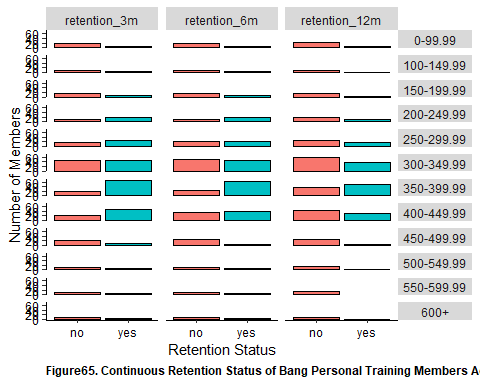 retention_3m retention_6m retention_12m
0-99.99
100-149.99
150-199.99
200-249.99
250-299.99
300-349.99
350-399.99
400-449.99
450-499.99
500-549.99
550-599.99
600+
Number of Members
no yes no yes no yes
Retention Status
Figure65. Continuous Retention Status of Bang Personal Training Members